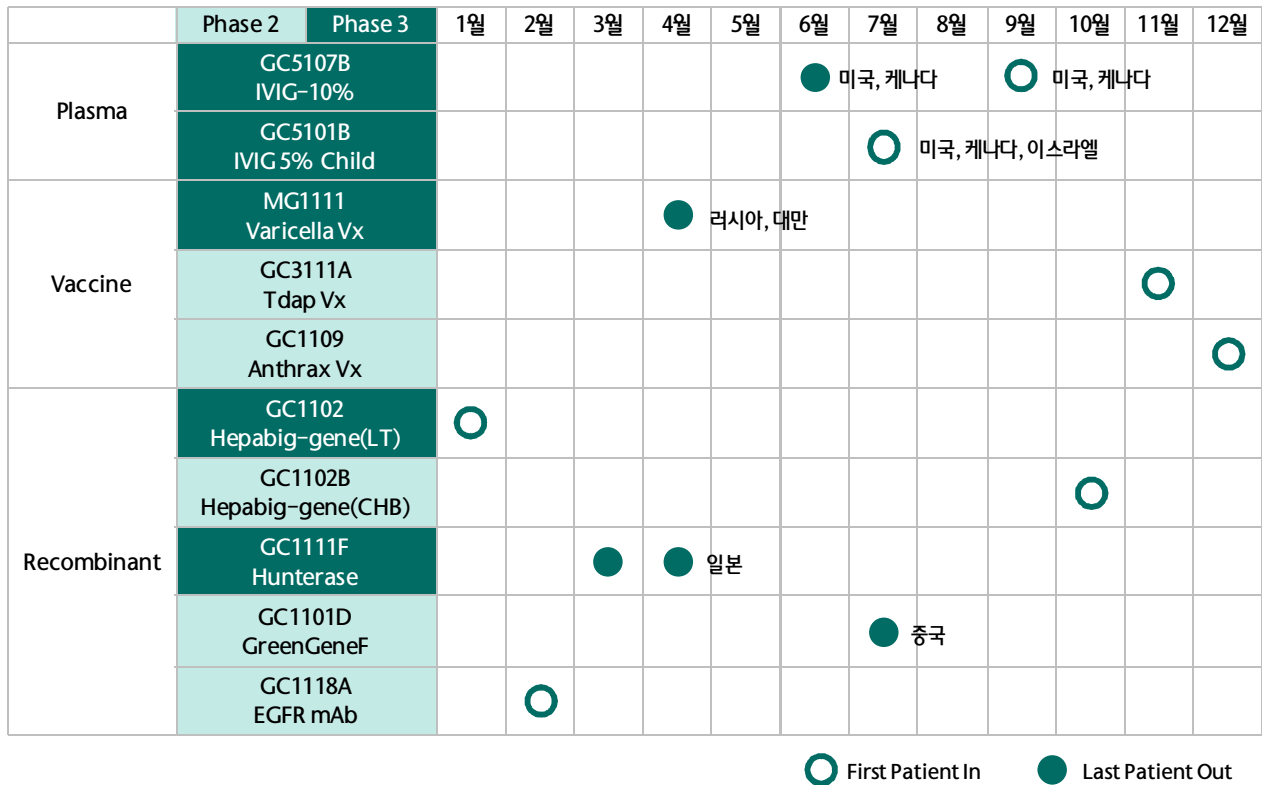 Phase 2 Phase 3 1월 2월 3월 4월 5월 6월 7월 8월 9월 10월 11월 12월
Plasma
GC5107B
IVIG-10%
미국, 케나다 미국, 케나다
GC5101B
IVIG 5% Child
미국, 케나다, 이스라엘
Vaccine
MG1111
Varicella Vx
러시아, 대만
GC3111A
Tdap Vx
GC1109
Anthrax Vx
Recombinant
GC1102
Hepabig-gene(LT)
GC1102B
Hepabig-gene(CHB)
GC1111F
Hunterase
일본
GC1101D
GreenGeneF
중국
GC1118A
EGFR mAb
First Patient In Last Patient Out